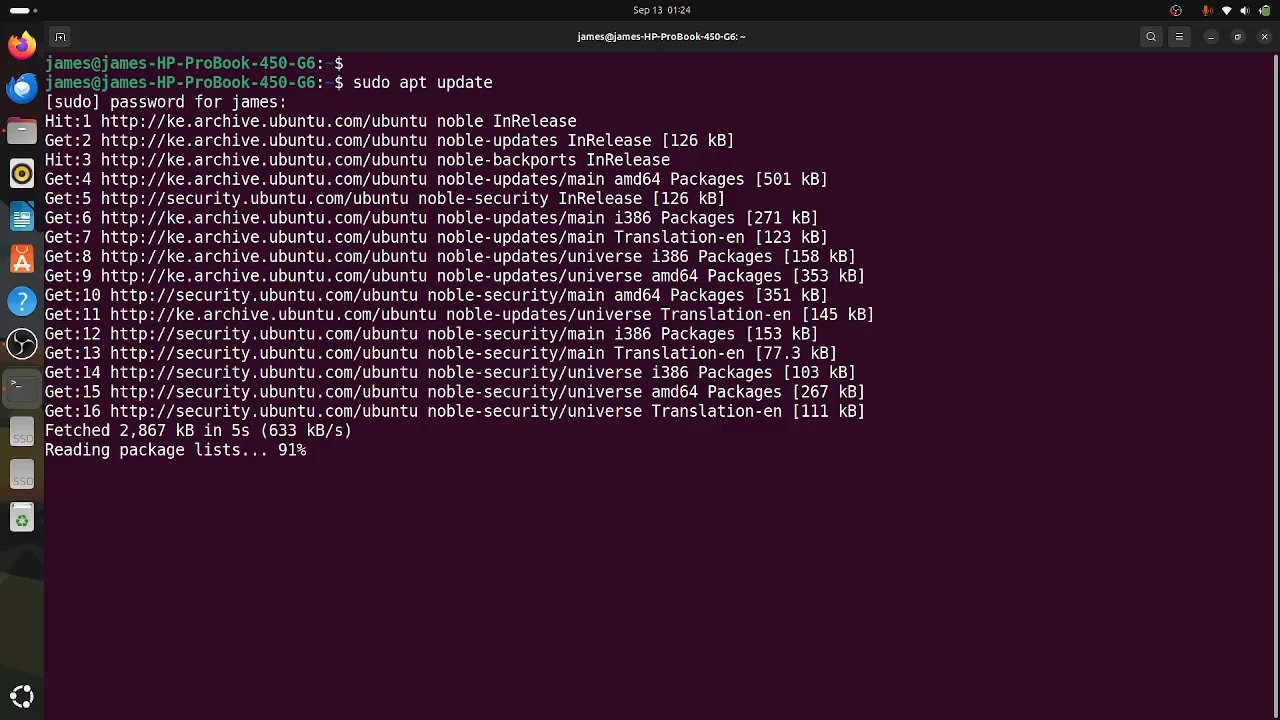 Sep 13 01:24
james@james-HP-ProBook-450-G6: ~
james@james-HP-ProBook-450-G6:~$
james@james-HP-ProBook-450-G6:~$ sudo apt update
[sudo] password for james:
Hit:1 http://ke.archive.ubuntu.com/ubuntu noble InRelease
Get:2 http://ke.archive.ubuntu.com/ubuntu noble-updates InRelease [126 kB]
Hit:3 http://ke.archive.ubuntu.com/ubuntu noble-backports InRelease
Get:4 http://ke.archive.ubuntu.com/ubuntu noble-updates/main amd64 Packages [501 kB]
Get:5 http://security.ubuntu.com/ubuntu noble-security InRelease [126 kB]
Get:6 http://ke.archive.ubuntu.com/ubuntu noble-updates/main i386 Packages [271 kB]
Get:7 http://ke.archive.ubuntu.com/ubuntu noble-updates/main Translation-en [123 kB]
Get:8 http://ke.archive.ubuntu.com/ubuntu noble-updates/universe i386 Packages [158 kB]
Get:9 http://ke.archive.ubuntu.com/ubuntu noble-updates/universe amd64 Packages [353 kB]
Get:10 http://security.ubuntu.com/ubuntu noble-security/main amd64 Packages [351 kB]
Get:11 http://ke.archive.ubuntu.com/ubuntu noble-updates/universe Translation-en [145 kB]
Get:12 http://security.ubuntu.com/ubuntu noble-security/main i386 Packages [153 kB]
Get:13 http://security.ubuntu.com/ubuntu noble-security/main Translation-en [77.3 kB]
Get:14 http://security.ubuntu.com/ubuntu noble-security/universe i386 Packages [103 kB]
Get:15 http://security.ubuntu.com/ubuntu noble-security/universe amd64 Packages [267 kB]
Get:16 http://security.ubuntu.com/ubuntu noble-security/universe Translation-en [111 kB]
Fetched 2,867 kB in 5s (633 kB/s)
Reading package lists... 91%
SSD
SSD